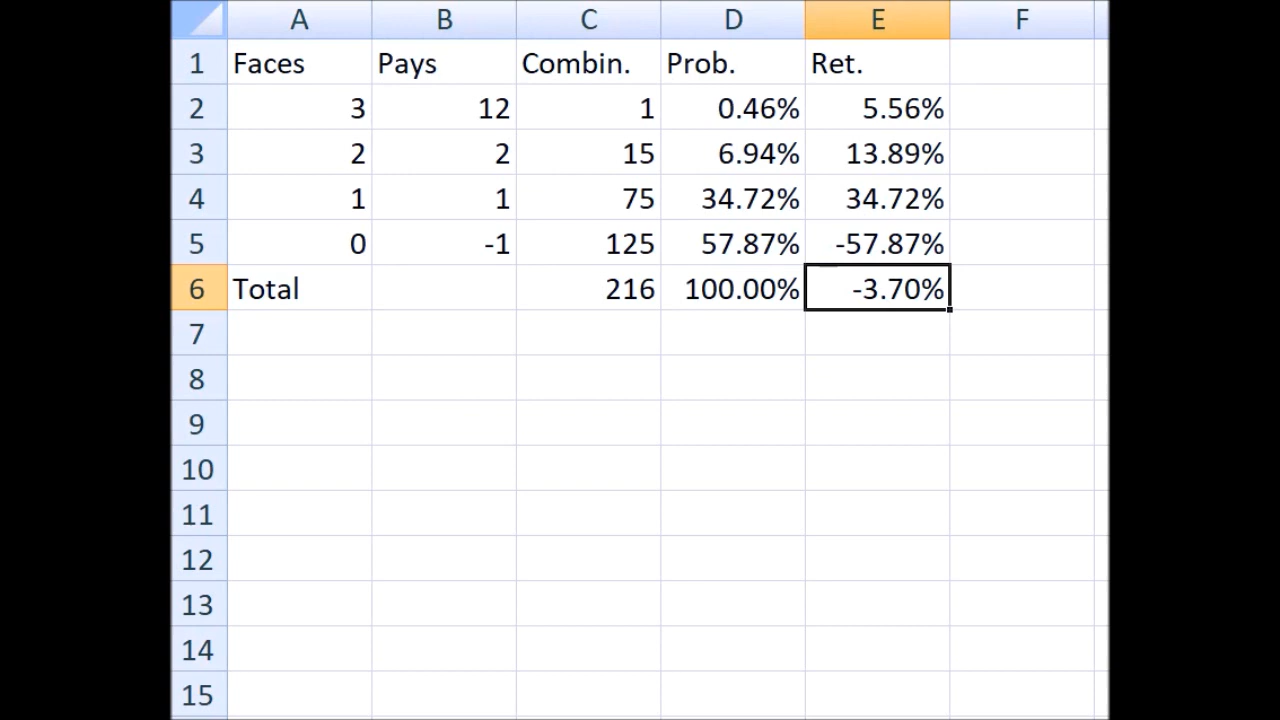 A B C D E F
1 Faces Pays Combin. Prob. Ret.
2 3 12 1 0.46% 5.56%
3 2 2 15 6.94% 13.89%
4 1 1 75 34.72% 34.72%
5 0 -1 125 57.87% -57.87%
6 Total 216 100.00% -3.70%
7
8
9
10
11
12
13
14
15